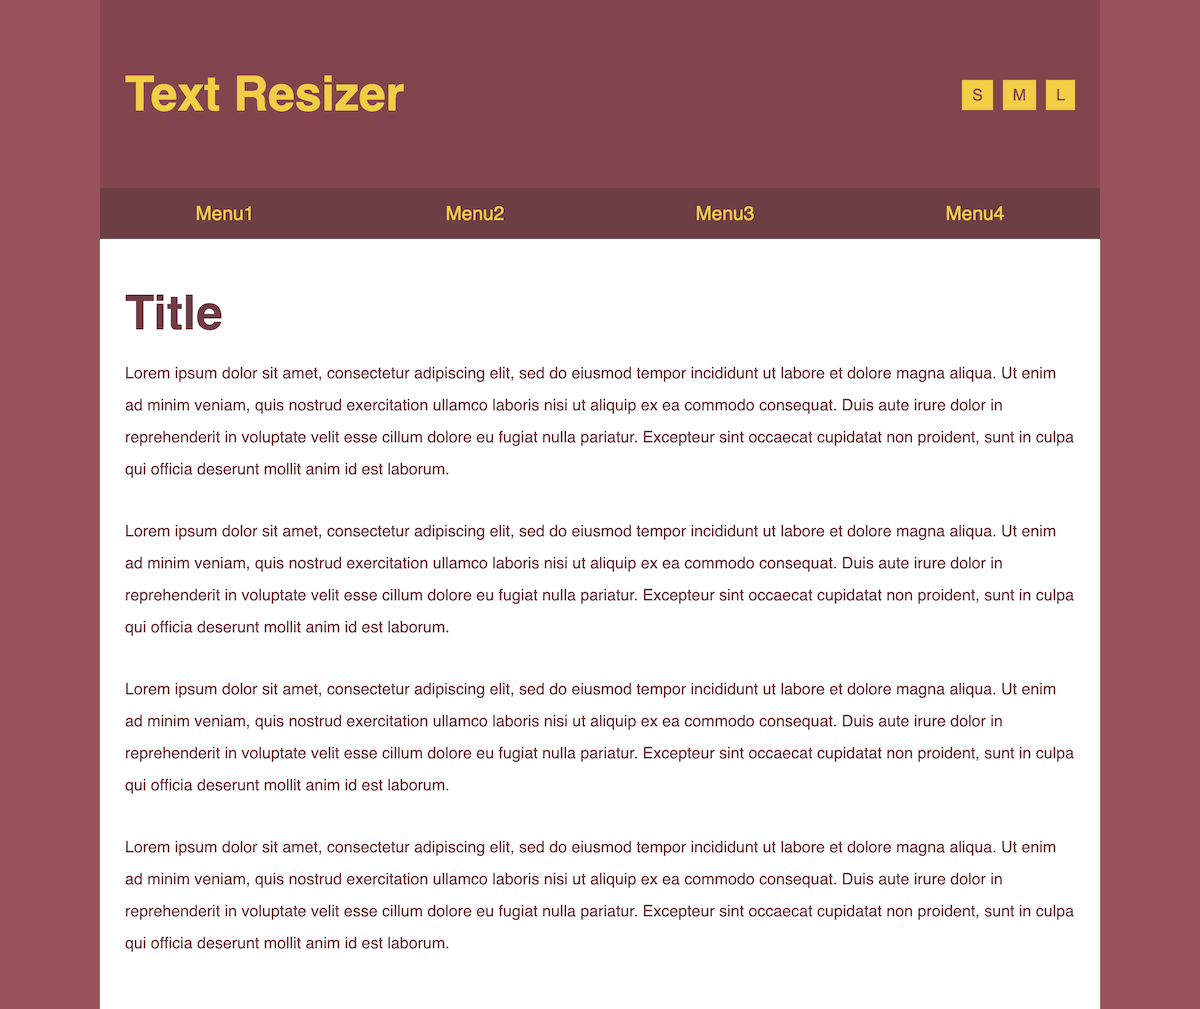 Text Resizer
S M L
Menu1 Menu2 Menu3 Menu4
Title
Lorem ipsum dolor sit amet, consectetur adipiscing elit, sed do eiusmod tempor incididunt ut labore et dolore magna aliqua. Ut enim
ad minim veniam, quis nostrud exercitation ullamco laboris nisi ut aliquip ex ea commodo consequat. Duis aute irure dolor in
reprehenderit in voluptate velit esse cillum dolore eu fugiat nulla pariatur. Excepteur sint occaecat cupidatat non proident, sunt in culpa
qui officia deserunt mollit anim id est laborum.
Lorem ipsum dolor sit amet, consectetur adipiscing elit, sed do eiusmod tempor incididunt ut labore et dolore magna aliqua. Ut enim
ad minim veniam, quis nostrud exercitation ullamco laboris nisi ut aliquip ex ea commodo consequat. Duis aute irure dolor in
reprehenderit in voluptate velit esse cillum dolore eu fugiat nulla pariatur. Excepteur sint occaecat cupidatat non proident, sunt in culpa
qui officia deserunt mollit anim id est laborum.
Lorem ipsum dolor sit amet, consectetur adipiscing elit, sed do eiusmod tempor incididunt ut labore et dolore magna aliqua. Ut enim
ad minim veniam, quis nostrud exercitation ullamco laboris nisi ut aliquip ex ea commodo consequat. Duis aute irure dolor in
reprehenderit in voluptate velit esse cillum dolore eu fugiat nulla pariatur. Excepteur sint occaecat cupidatat non proident, sunt in culpa
qui officia deserunt mollit anim id est laborum.
Lorem ipsum dolor sit amet, consectetur adipiscing elit, sed do eiusmod tempor incididunt ut labore et dolore magna aliqua. Ut enim
ad minim veniam, quis nostrud exercitation ullamco laboris nisi ut aliquip ex ea commodo consequat. Duis aute irure dolor in
reprehenderit in voluptate velit esse cillum dolore eu fugiat nulla pariatur. Excepteur sint occaecat cupidatat non proident, sunt in culpa
qui officia deserunt mollit anim id est laborum.